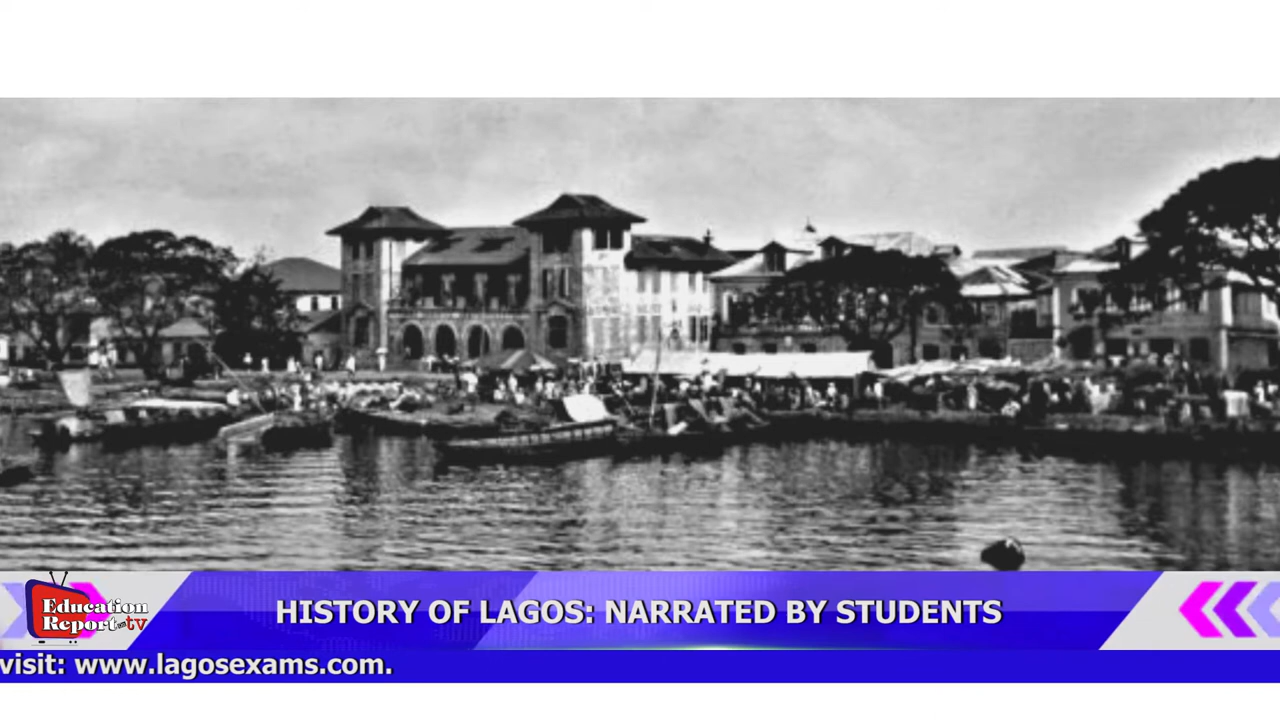 HISTORY OF LAGOS: NARRATED BY STUDENTS
Education
Report
tv
visit: www.lagosexams.com.